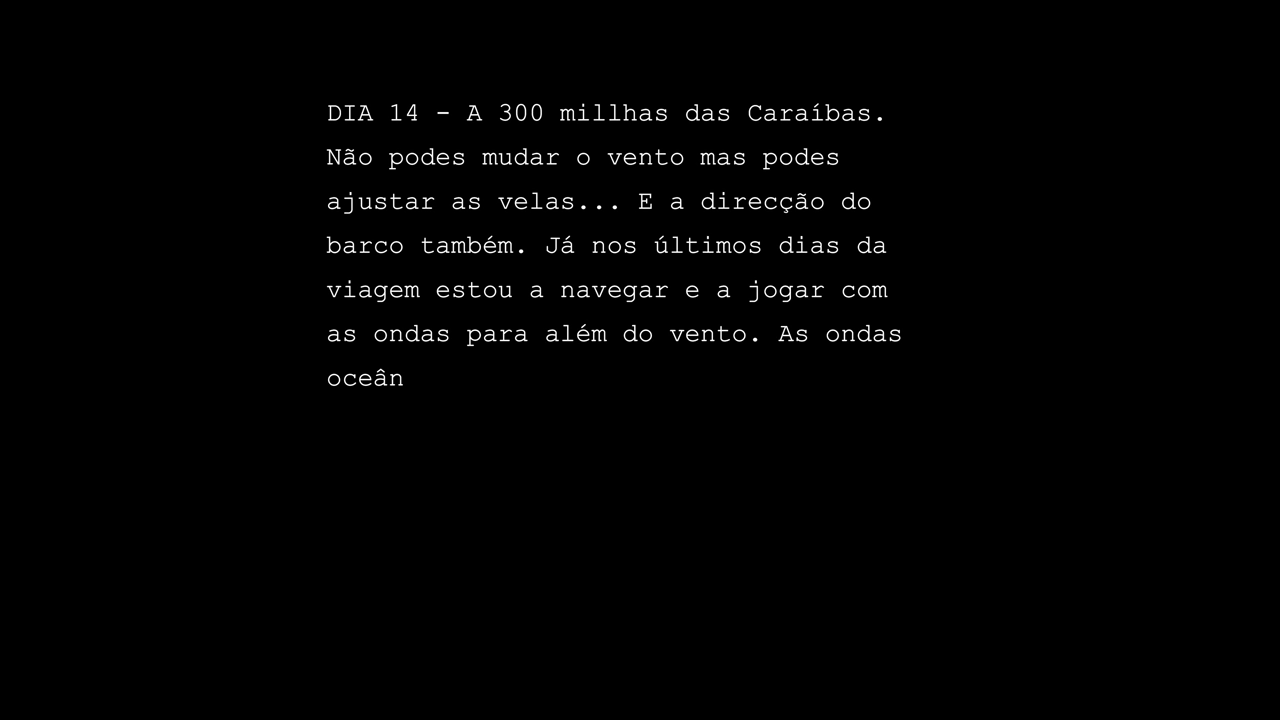 DIA 14 - A 300 millhas das Caraíbas.
Não podes mudar o vento mas podes
ajustar as velas... E a direcção do
barco também. Já nos últimos dias da
viagem estou a navegar e a jogar com
as ondas para além do vento. As ondas
oceân